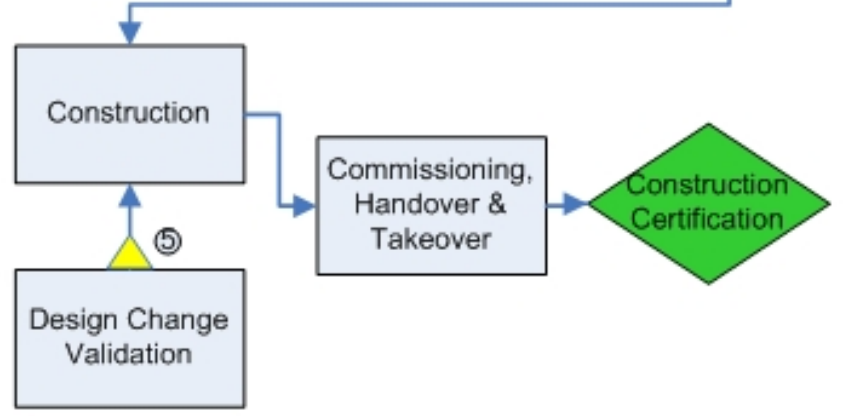 Construction
Commissioning,
Handover &
Takeover
Construction
Certification
⑤
Design Change
Validation